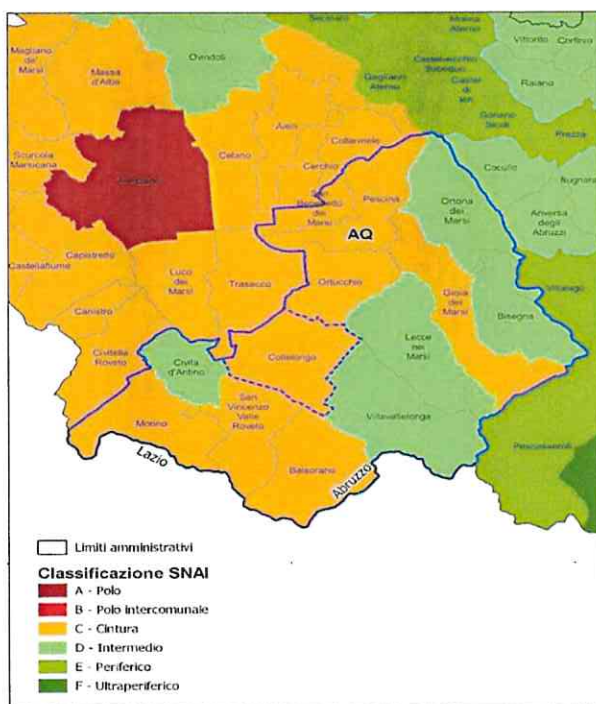 Secinaro
Molina
Aterno
Magliano
de'
Marsi
Massa
d'Albe
Ovindoli
Castelvecchio
Subequo
Castel
di
Ieri
Gagliano
Aterno
Goriano
Sicoli
Vittorito
Corfinio
Raiano
Prezza
Scurcola
Marsicana
Avezzano
Celano
Aielli
Collarmele
Cerchio
San
Benedetto
dei
Marsi
Pescina
AQ
Ortona
dei
Marsi
Cocullo
Bugnara
Anversa
degli
Abruzzi
Castellafiume
Capistrello
Luco
dei
Marsi
Trasacco
Ortucchio
Gioia
dei
Marsi
Bisegna
Villalago
Canistro
Civitella
Roveto
Civita
d'Antino
Collelongo
Lecce
nei
Marsi
Villavallelonga
Morino
San
Vincenzo
Valle
Roveto
Balsorano
Pescasseroli
Lazio
Abruzzo
Limiti amministrativi
Classificazione SNAI
A - Polo
B - Polo intercomunale
C - Cintura
D - Intermedio
E - Periferico
F - Ultraperiferico